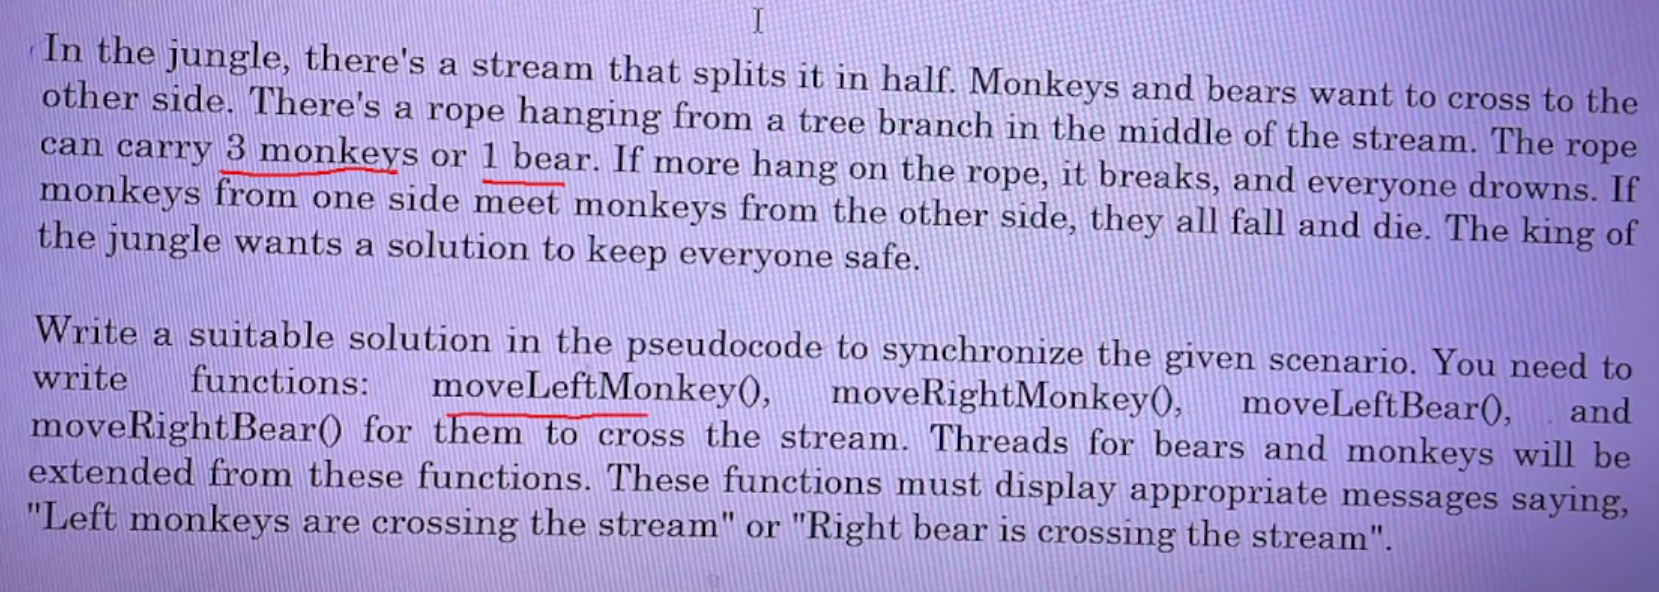 In the jungle, there's a stream that splits it in half. Monkeys and bears want to cross to the
other side. There's a rope hanging from a tree branch in the middle of the stream. The rope
can carry 3 monkeys or 1 bear. If more hang on the rope, it breaks, and everyone drowns. If
monkeys from one side meet monkeys from the other side, they all fall and die. The king of
the jungle wants a solution to keep everyone safe.
Write a suitable solution in the pseudocode to synchronize the given scenario. You need to
write functions: moveLeftMonkey(), moveRightMonkey(), moveLeftBear(), and
moveRightBear() for them to cross the stream. Threads for bears and monkeys will be
extended from these functions. These functions must display appropriate messages saying,
"Left monkeys are crossing the stream" or "Right bear is crossing the stream".